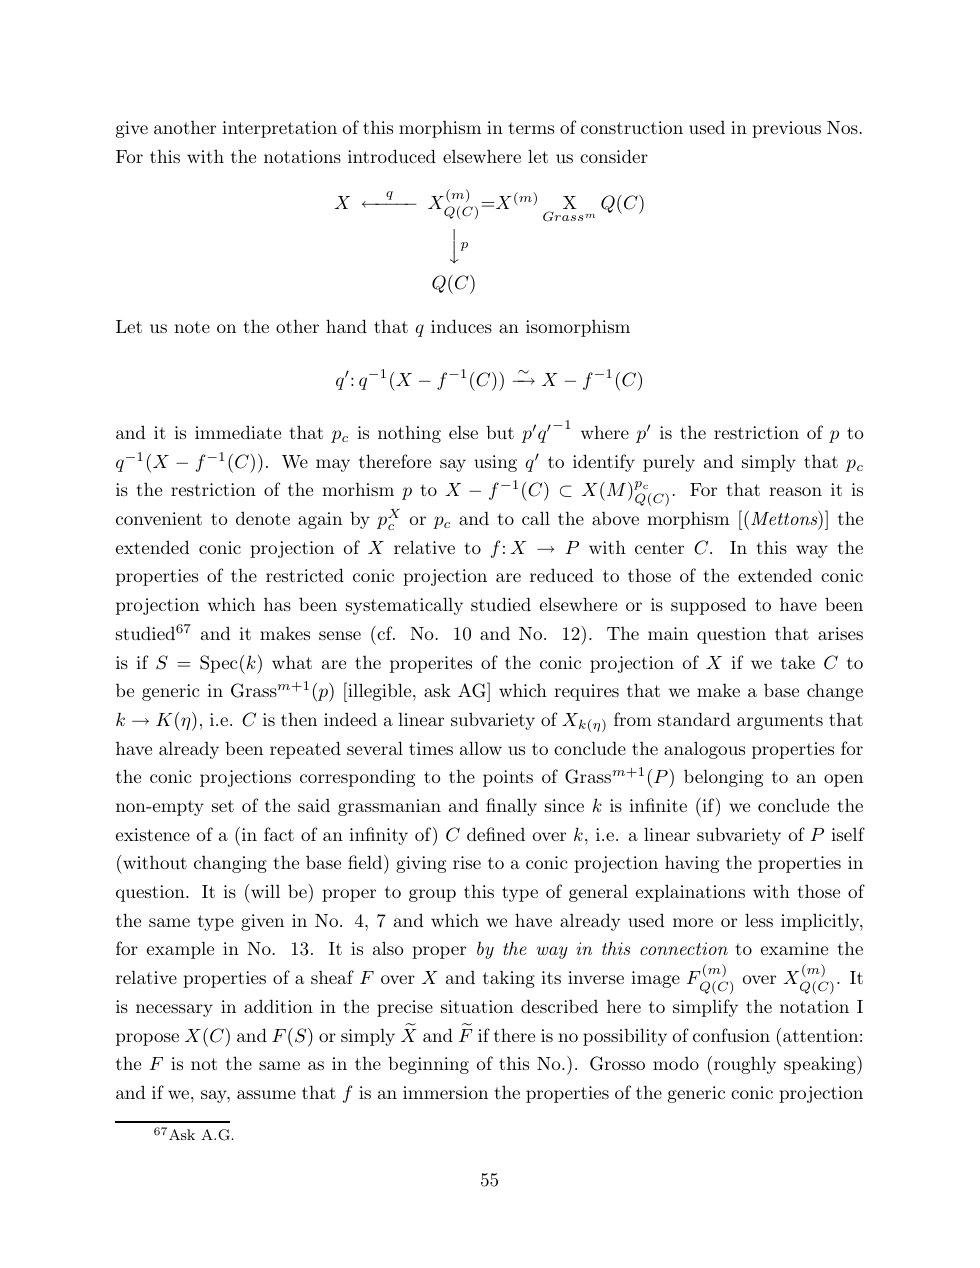 give another interpretation of this morphism in terms of construction used in previous Nos.
For this with the notations introduced elsewhere let us consider
X ←q— X^{(m)}_{Q(C)}=X^{(m)} X_{Grass^m} Q(C)
↓ p
Q(C)
Let us note on the other hand that q induces an isomorphism
q′: q^{−1}(X − f^{−1}(C)) —∼→ X − f^{−1}(C)
and it is immediate that p_c is nothing else but p′q′^{−1} where p′ is the restriction of p to
q^{−1}(X − f^{−1}(C)). We may therefore say using q′ to identify purely and simply that p_c
is the restriction of the morhism p to X − f^{−1}(C) ⊂ X(M)^{p_c}_{Q(C)}. For that reason it is
convenient to denote again by p^X_c or p_c and to call the above morphism [(Mettons)] the
extended conic projection of X relative to f: X → P with center C. In this way the
properties of the restricted conic projection are reduced to those of the extended conic
projection which has been systematically studied elsewhere or is supposed to have been
studied^{67} and it makes sense (cf. No. 10 and No. 12). The main question that arises
is if S = Spec(k) what are the properites of the conic projection of X if we take C to
be generic in Grass^{m+1}(p) [illegible, ask AG] which requires that we make a base change
k → K(η), i.e. C is then indeed a linear subvariety of X_{k(η)} from standard arguments that
have already been repeated several times allow us to conclude the analogous properties for
the conic projections corresponding to the points of Grass^{m+1}(P) belonging to an open
non-empty set of the said grassmanian and finally since k is infinite (if) we conclude the
existence of a (in fact of an infinity of) C defined over k, i.e. a linear subvariety of P iself
(without changing the base field) giving rise to a conic projection having the properties in
question. It is (will be) proper to group this type of general explainations with those of
the same type given in No. 4, 7 and which we have already used more or less implicitly,
for example in No. 13. It is also proper by the way in this connection to examine the
relative properties of a sheaf F over X and taking its inverse image F^{(m)}_{Q(C)} over X^{(m)}_{Q(C)}. It
is necessary in addition in the precise situation described here to simplify the notation I
propose X(C) and F(S) or simply X̃ and F̃ if there is no possibility of confusion (attention:
the F is not the same as in the beginning of this No.). Grosso modo (roughly speaking)
and if we, say, assume that f is an immersion the properties of the generic conic projection
^{67}Ask A.G.
55